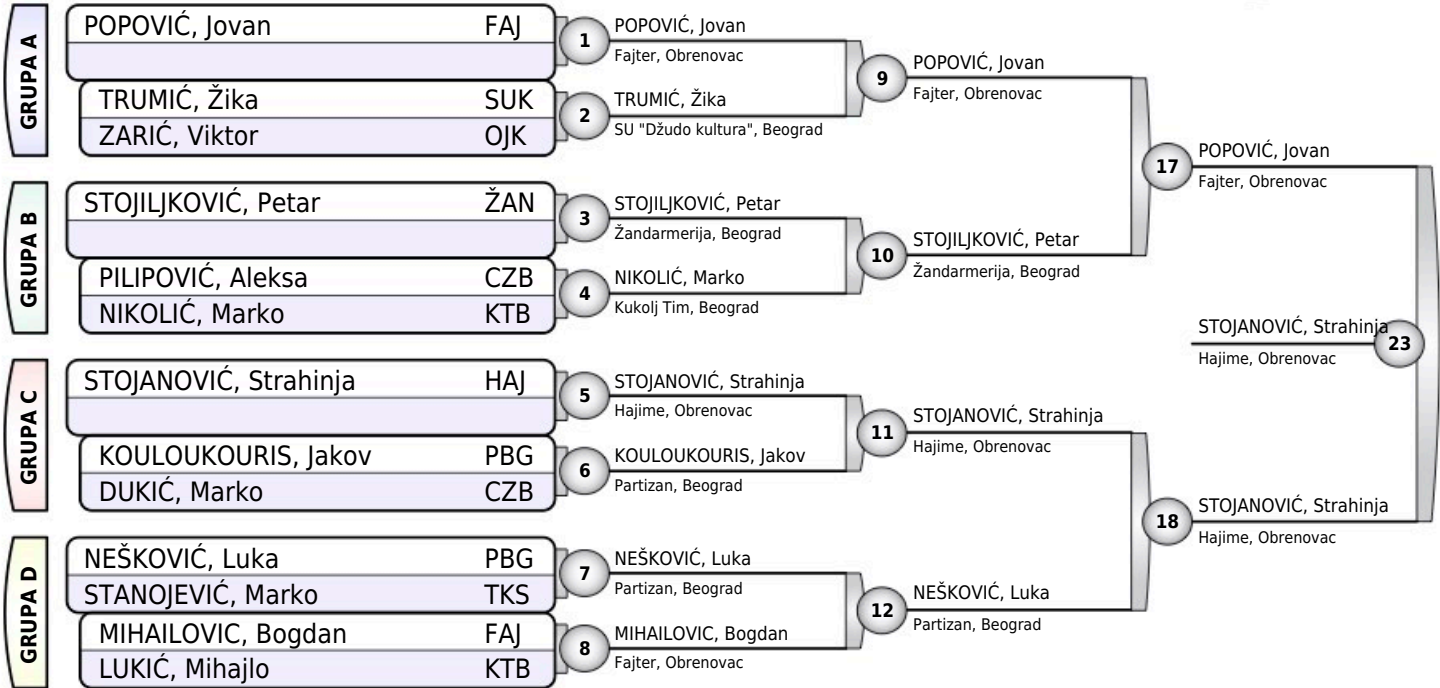 GRUPA A
POPOVIĆ, Jovan FAJ
TRUMIĆ, Žika SUK
ZARIĆ, Viktor OJK
GRUPA B
STOJILJKOVIĆ, Petar ŽAN
PILIPOVIĆ, Aleksa CZB
NIKOLIĆ, Marko KTB
GRUPA C
STOJANOVIĆ, Strahinja HAJ
KOULOUKOURIS, Jakov PBG
DUKIĆ, Marko CZB
GRUPA D
NEŠKOVIĆ, Luka PBG
STANOJEVIĆ, Marko TKS
MIHAILOVIC, Bogdan FAJ
LUKIĆ, Mihajlo KTB
1
POPOVIĆ, Jovan
Fajter, Obrenovac
2
TRUMIĆ, Žika
SU "Džudo kultura", Beograd
3
STOJILJKOVIĆ, Petar
Žandarmerija, Beograd
4
NIKOLIĆ, Marko
Kukolj Tim, Beograd
5
STOJANOVIĆ, Strahinja
Hajime, Obrenovac
6
KOULOUKOURIS, Jakov
Partizan, Beograd
7
NEŠKOVIĆ, Luka
Partizan, Beograd
8
MIHAILOVIC, Bogdan
Fajter, Obrenovac
9
POPOVIĆ, Jovan
Fajter, Obrenovac
10
STOJILJKOVIĆ, Petar
Žandarmerija, Beograd
11
STOJANOVIĆ, Strahinja
Hajime, Obrenovac
12
NEŠKOVIĆ, Luka
Partizan, Beograd
17
POPOVIĆ, Jovan
Fajter, Obrenovac
18
STOJANOVIĆ, Strahinja
Hajime, Obrenovac
STOJANOVIĆ, Strahinja
23
Hajime, Obrenovac